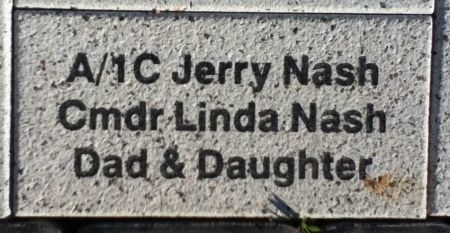 A/1C Jerry Nash
Cmdr Linda Nash
Dad & Daughter